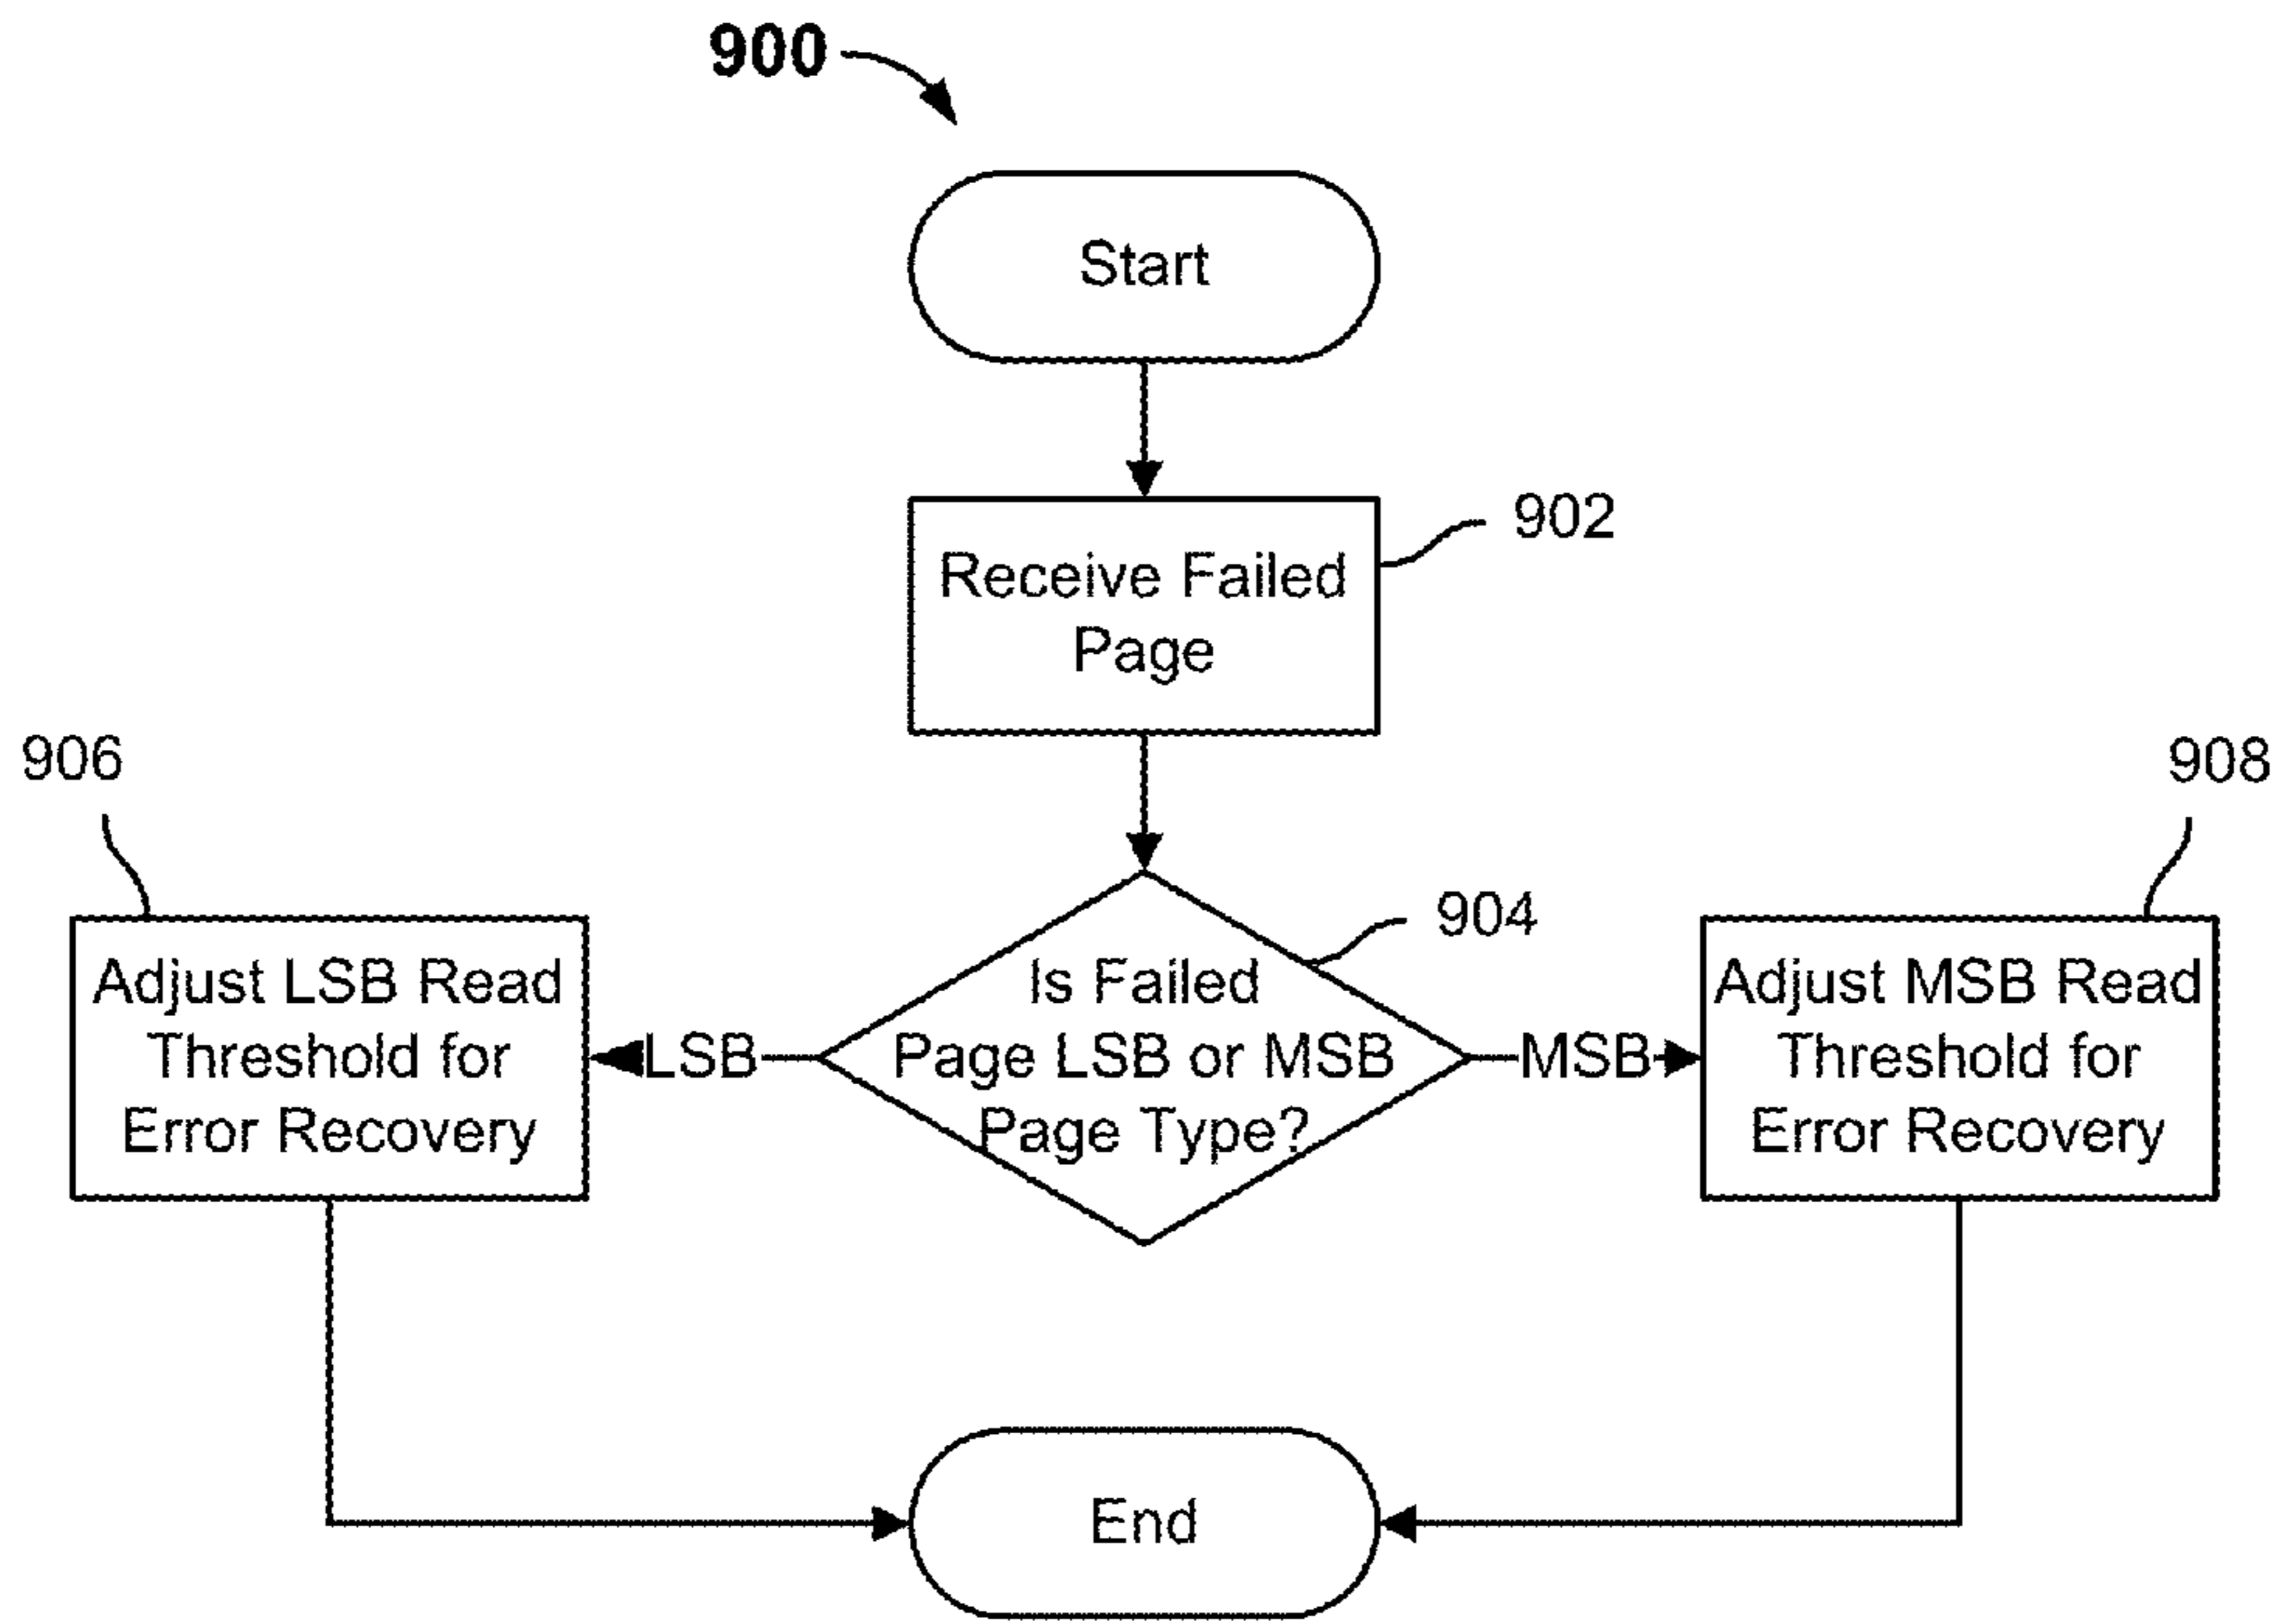 900
Start
902
Receive Failed
Page
906
908
904
Adjust LSB Read
Threshold for
Error Recovery
LSB
Is Failed
Page LSB or MSB
Page Type?
MSB
Adjust MSB Read
Threshold for
Error Recovery
End